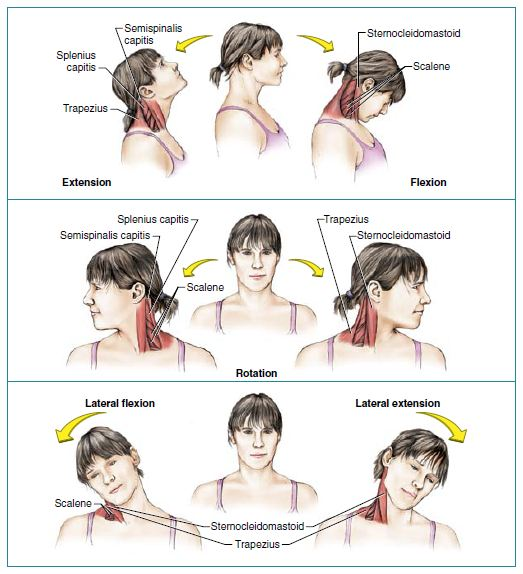 Semispinalis
capitis
Splenius
capitis
Trapezius
Extension
Sternocleidomastoid
Scalene
Flexion
Splenius capitis
Semispinalis capitis
Scalene
Trapezius
Sternocleidomastoid
Rotation
Lateral flexion
Lateral extension
Scalene
Sternocleidomastoid
Trapezius